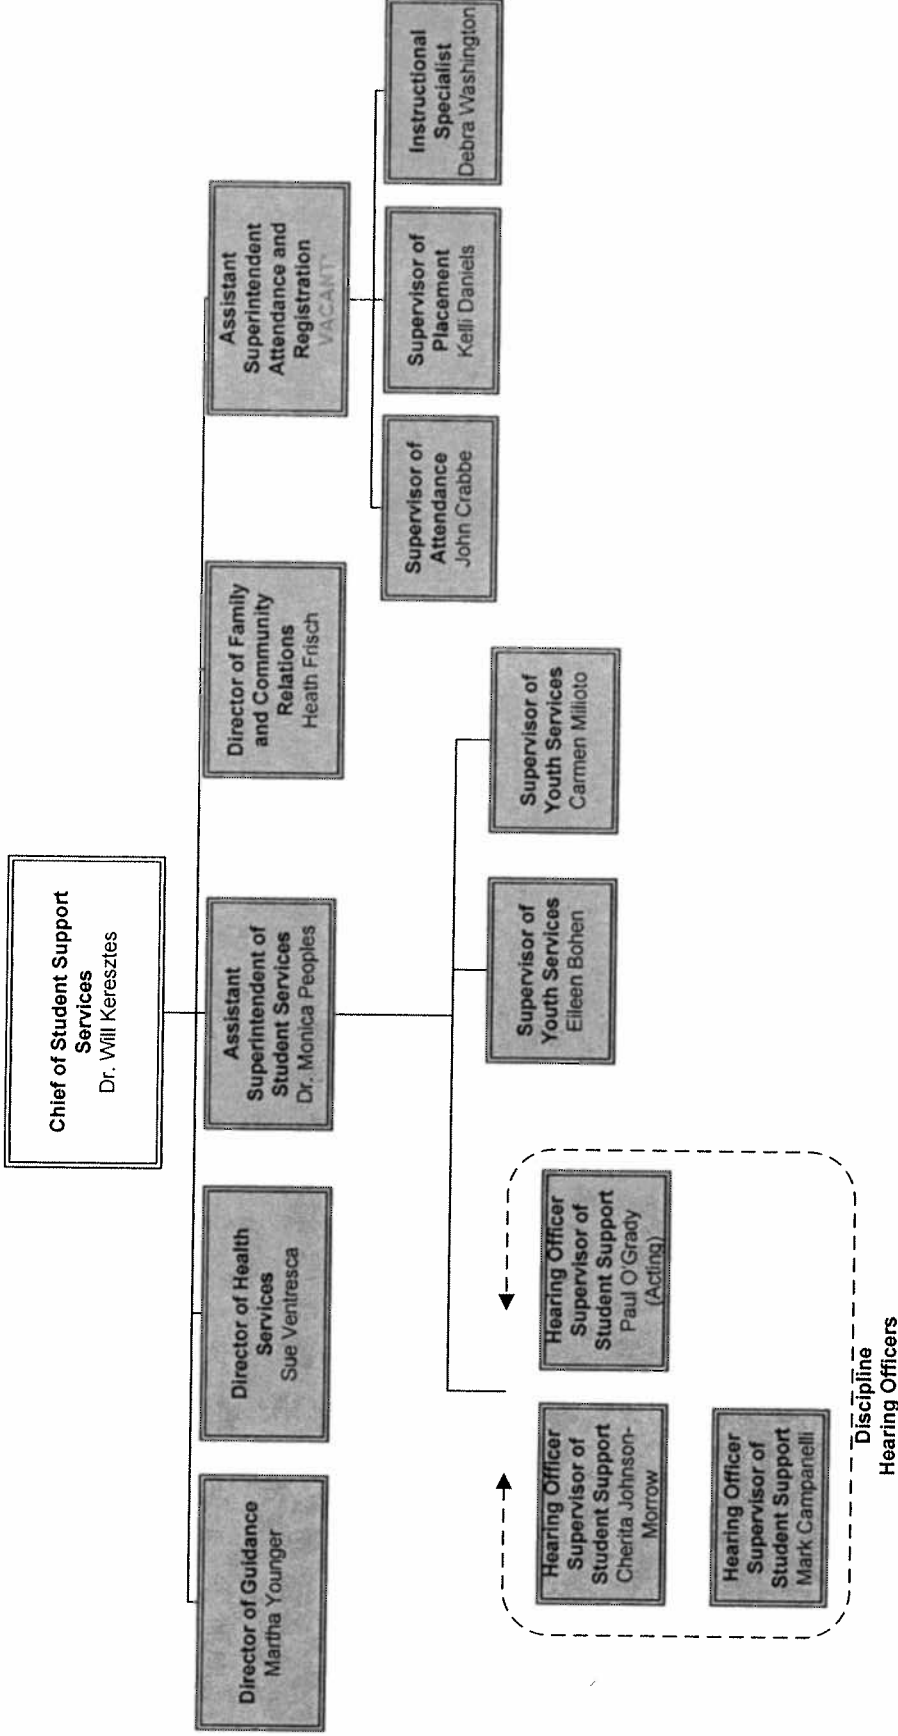 Chief of Student Support
Services
Dr. Will Keresztes
Director of Guidance
Martha Younger
Director of Health
Services
Sue Ventresca
Assistant
Superintendent of
Student Services
Dr. Monica Peoples
Director of Family
and Community
Relations
Heath Frisch
Assistant
Superintendent
Attendance and
Registration
VACANT
Supervisor of
Attendance
John Crabbe
Supervisor of
Placement
Kelli Daniels
Instructional
Specialist
Debra Washington
Hearing Officer
Supervisor of
Student Support
Cherita Johnson-
Morrow
Hearing Officer
Supervisor of
Student Support
Paul O'Grady
(Acting)
Supervisor of
Youth Services
Eileen Bohen
Supervisor of
Youth Services
Carmen Milioto
Hearing Officer
Supervisor of
Student Support
Mark Campanelli
Discipline
Hearing Officers